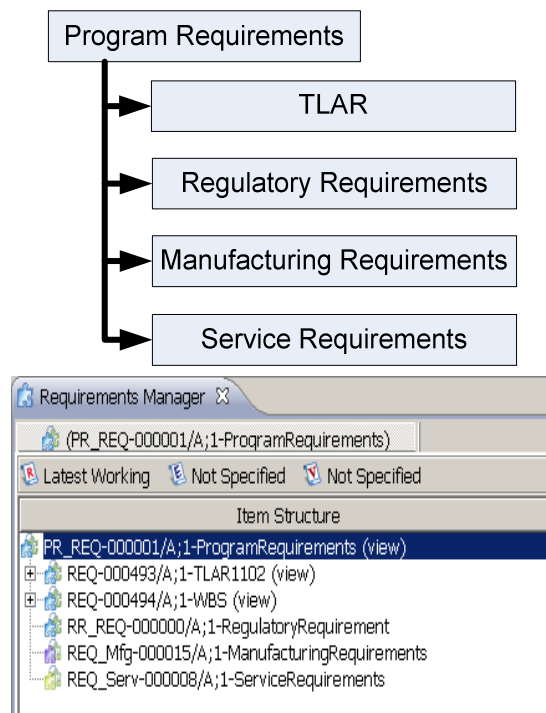 Program Requirements
TLAR
Regulatory Requirements
Manufacturing Requirements
Service Requirements
Requirements Manager
(PR_REQ-000001/A;1-ProgramRequirements)
Latest Working Not Specified Not Specified
Item Structure
PR_REQ-000001/A;1-ProgramRequirements (view)
REQ-000493/A;1-TLAR1102 (view)
REQ-000494/A;1-WBS (view)
RR_REQ-000000/A;1-RegulatoryRequirement
REQ_Mfg-000015/A;1-ManufacturingRequirements
REQ_Serv-000008/A;1-ServiceRequirements